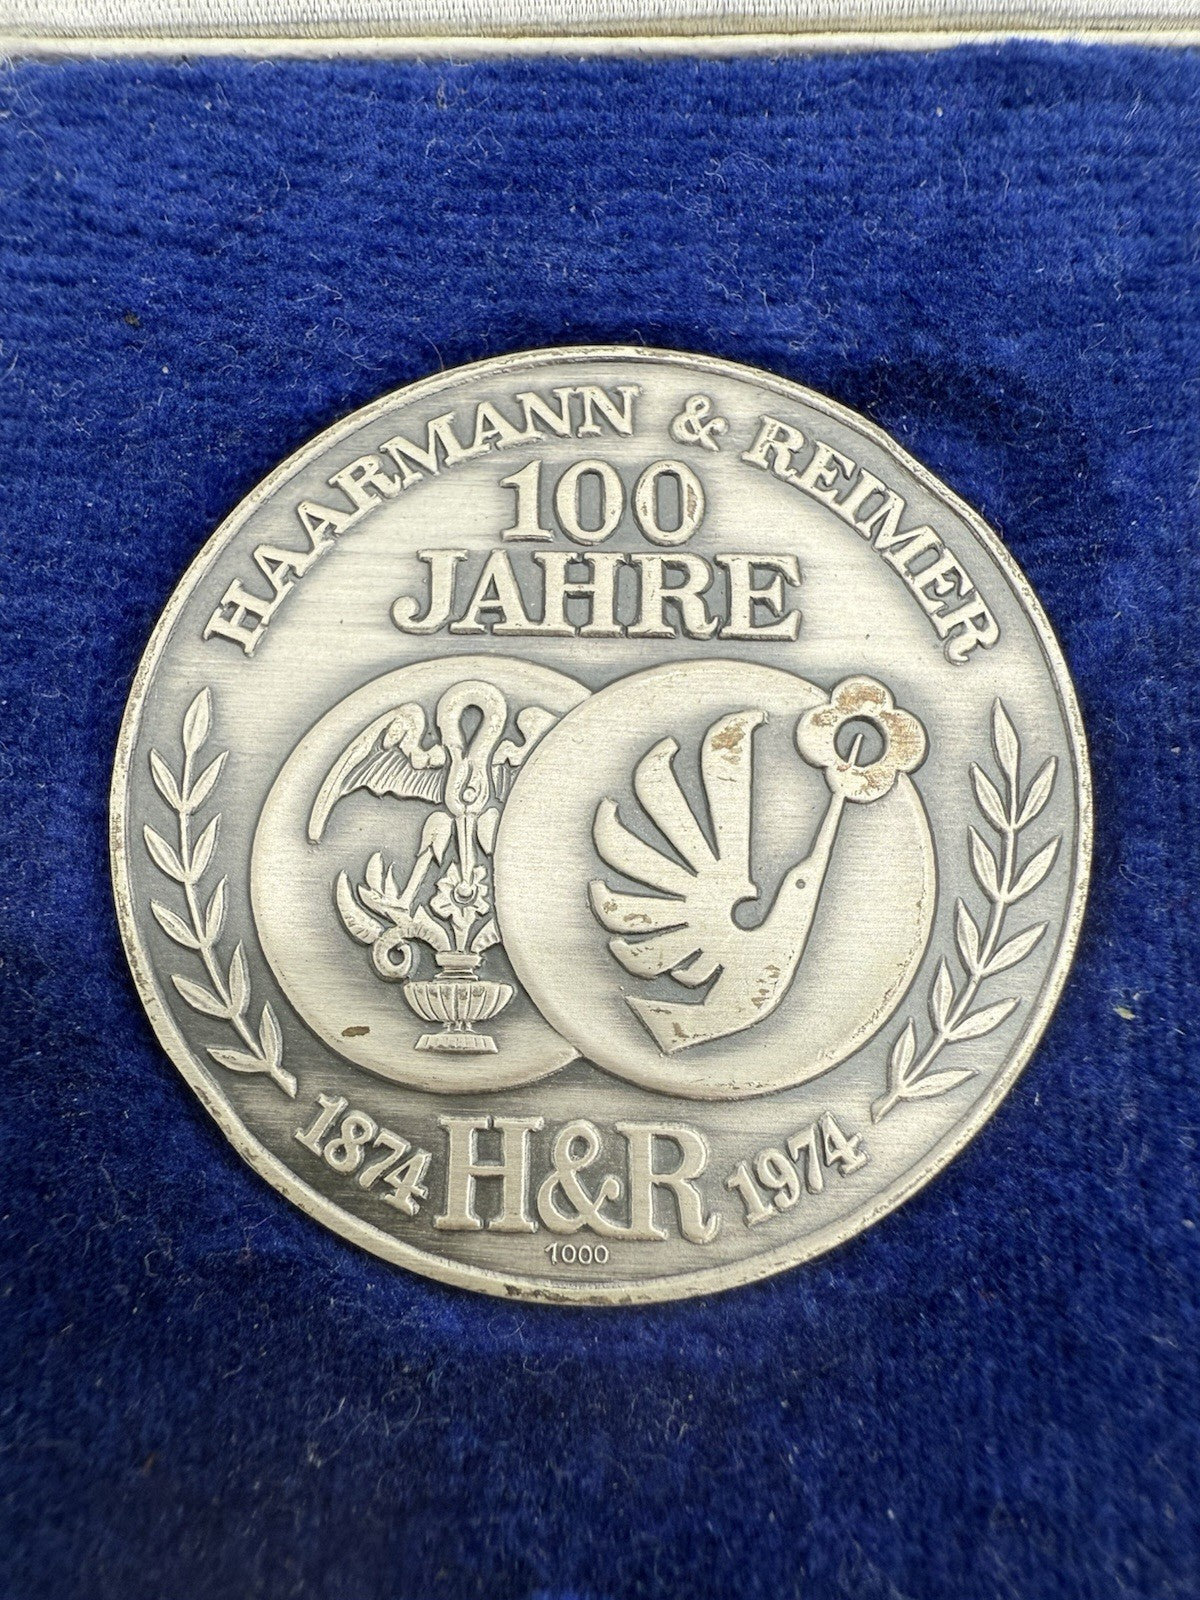 HAARMANN & REIMER
100
JAHRE
1874 H&R 1974
1000